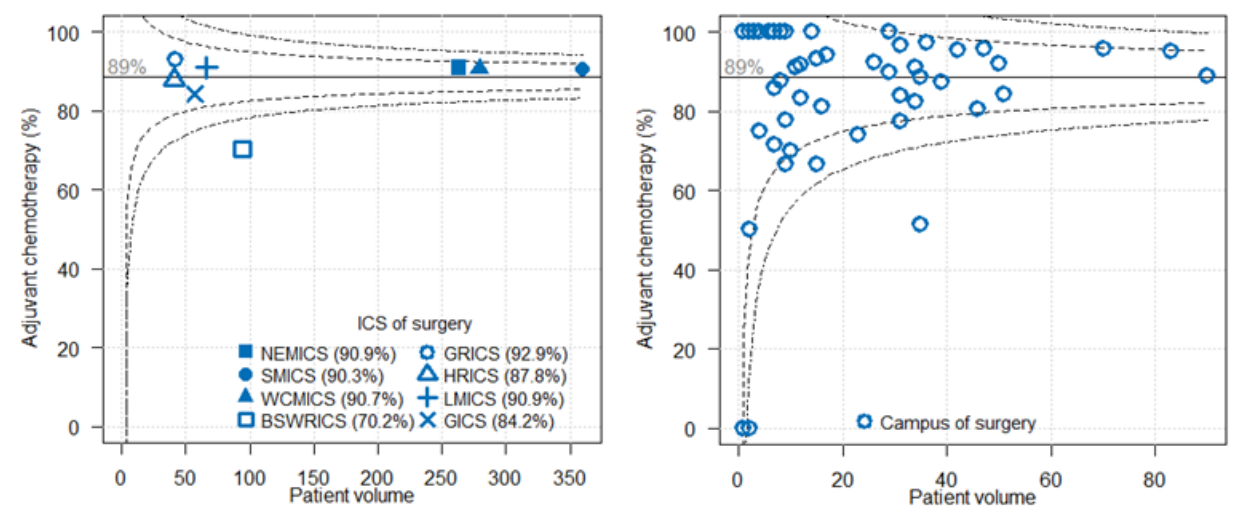 Adjuvant chemotherapy (%)
100
80
60
40
20
0
89%
ICS of surgery
NEMICS (90.9%)
GRICS (92.9%)
SMICS (90.3%)
HRICS (87.8%)
WCMICS (90.7%)
LMICS (90.9%)
BSWRICS (70.2%)
GICS (84.2%)
0 50 100 150 200 250 300 350
Patient volume
Adjuvant chemotherapy (%)
100
80
60
40
20
0
89%
Campus of surgery
0 20 40 60 80
Patient volume